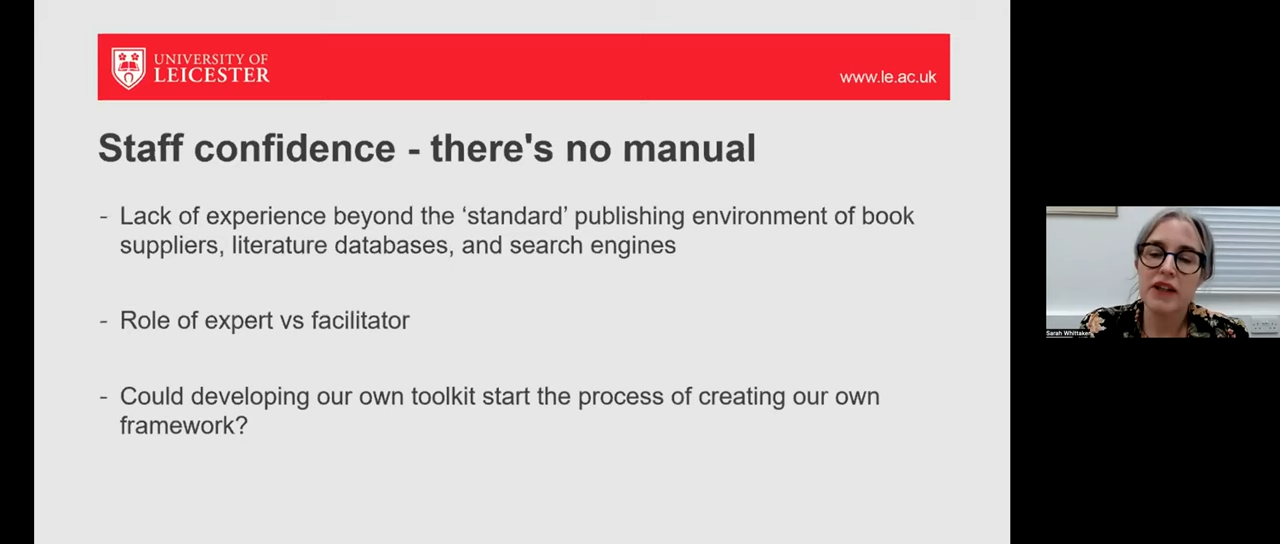 UNIVERSITY OF
LEICESTER
www.le.ac.uk
Staff confidence - there's no manual
- Lack of experience beyond the ‘standard’ publishing environment of book
suppliers, literature databases, and search engines
- Role of expert vs facilitator
- Could developing our own toolkit start the process of creating our own
framework?
Sarah Whittaker